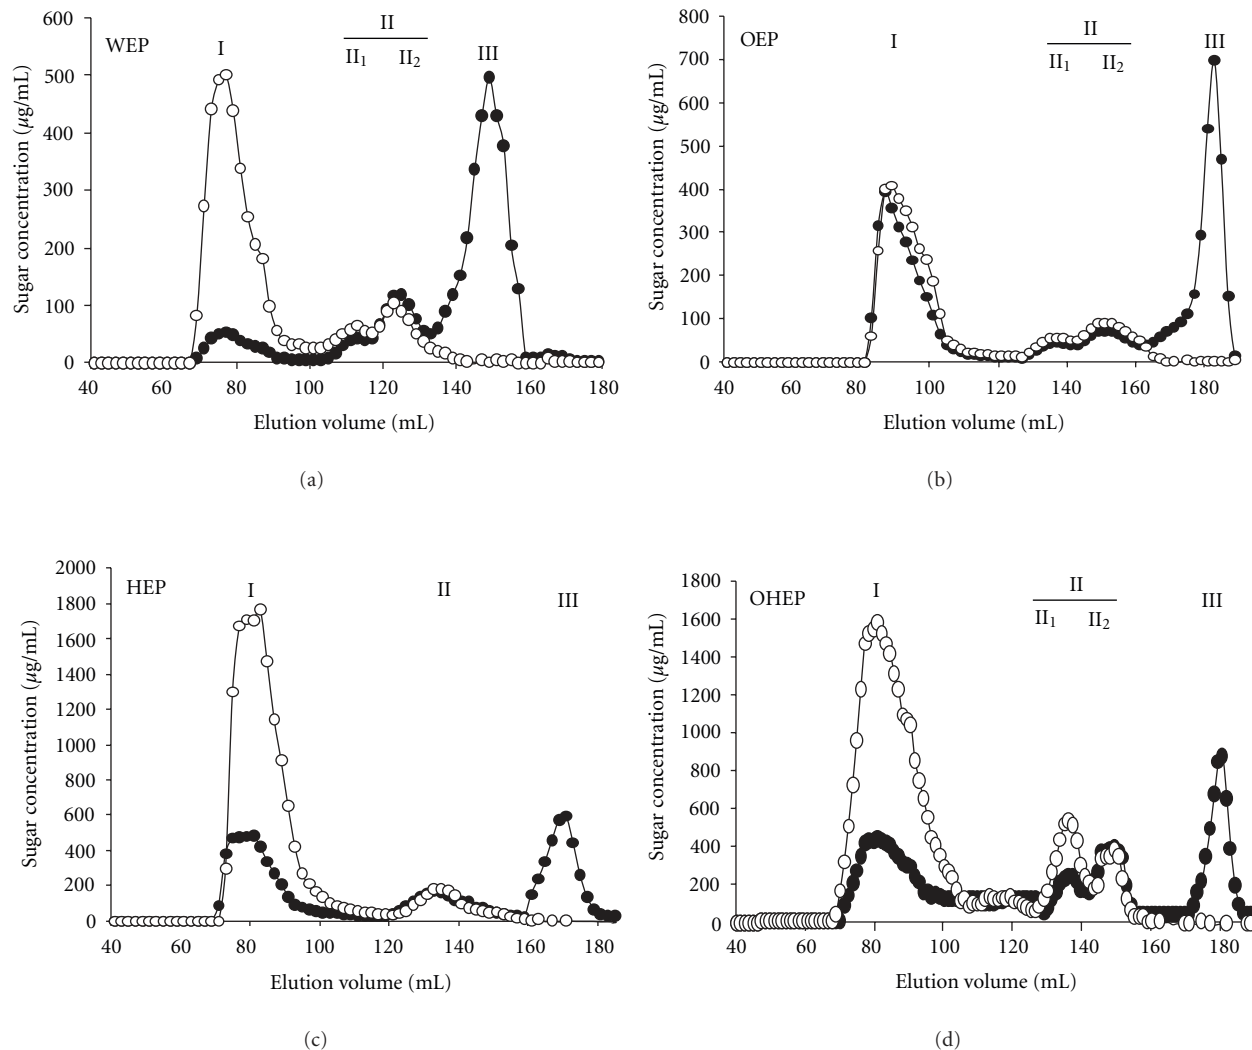 WEP
I
II
II₁ II₂
III
600
500
400
300
200
100
0
Sugar concentration (µg/mL)
40 60 80 100 120 140 160 180
Elution volume (mL)
(a)
OEP
I
II
II₁ II₂
III
800
700
600
500
400
300
200
100
0
Sugar concentration (µg/mL)
40 60 80 100 120 140 160 180
Elution volume (mL)
(b)
HEP
I
II
III
2000
1800
1600
1400
1200
1000
800
600
400
200
0
Sugar concentration (µg/mL)
40 60 80 100 120 140 160 180
Elution volume (mL)
(c)
OHEP
I
II
II₁ II₂
III
1800
1600
1400
1200
1000
800
600
400
200
0
Sugar concentration (µg/mL)
40 60 80 100 120 140 160 180
Elution volume (mL)
(d)